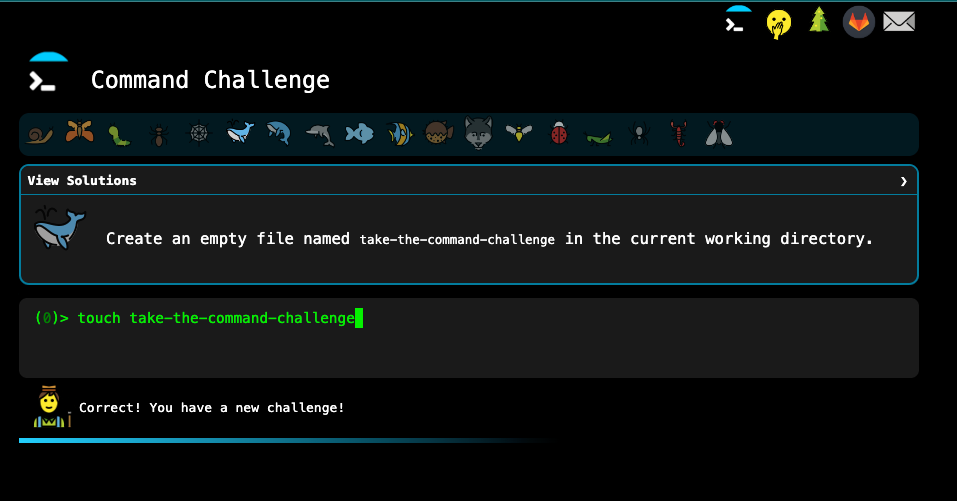 Command Challenge
View Solutions ❯
Create an empty file named take-the-command-challenge in the current working directory.
(0)> touch take-the-command-challenge
Correct! You have a new challenge!